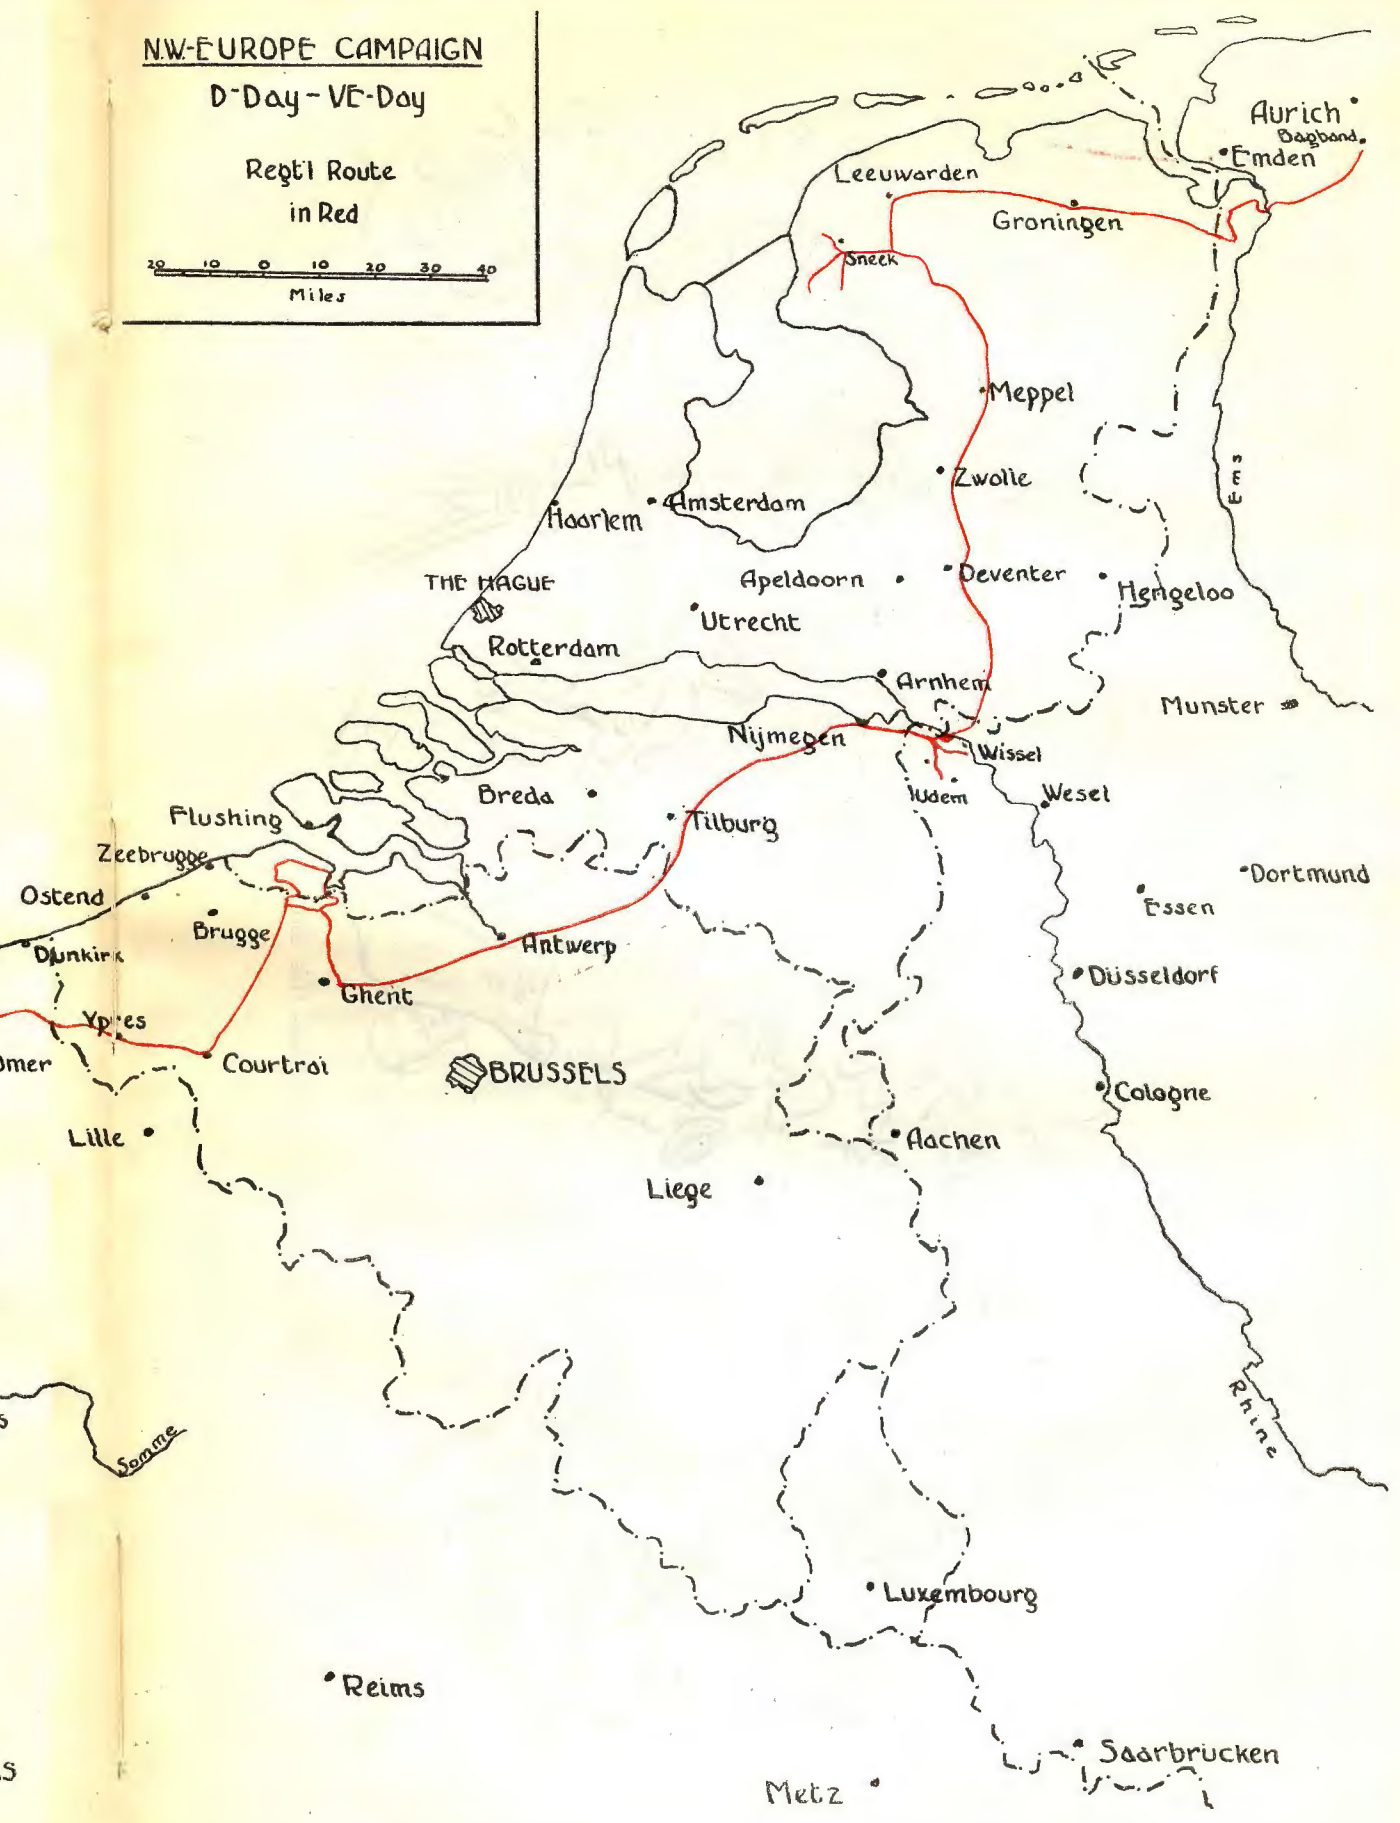 N.W.-EUROPE CAMPAIGN
D-Day - VE-Day
Regt'l Route
in Red
20 10 0 10 20 30 40
Miles
Aurich
Bagband
Emden
Leeuwarden
Groningen
Sneek
Meppel
Zwolle
Ems
Amsterdam
Haarlem
THE HAGUE
Apeldoorn
Deventer
Hengeloo
Utrecht
Rotterdam
Arnhem
Munster
Nijmegen
Wissel
Udem
Wesel
Breda
Flushing
Tilburg
Zeebrugge
Ostend
Dortmund
Essen
Brugge
Dunkirk
Antwerp
Düsseldorf
Ghent
Ypres
Omer
Courtrai
BRUSSELS
Cologne
Lille
Aachen
Liege
Rhine
s
Somme
Luxembourg
Reims
Saarbrucken
S
Metz